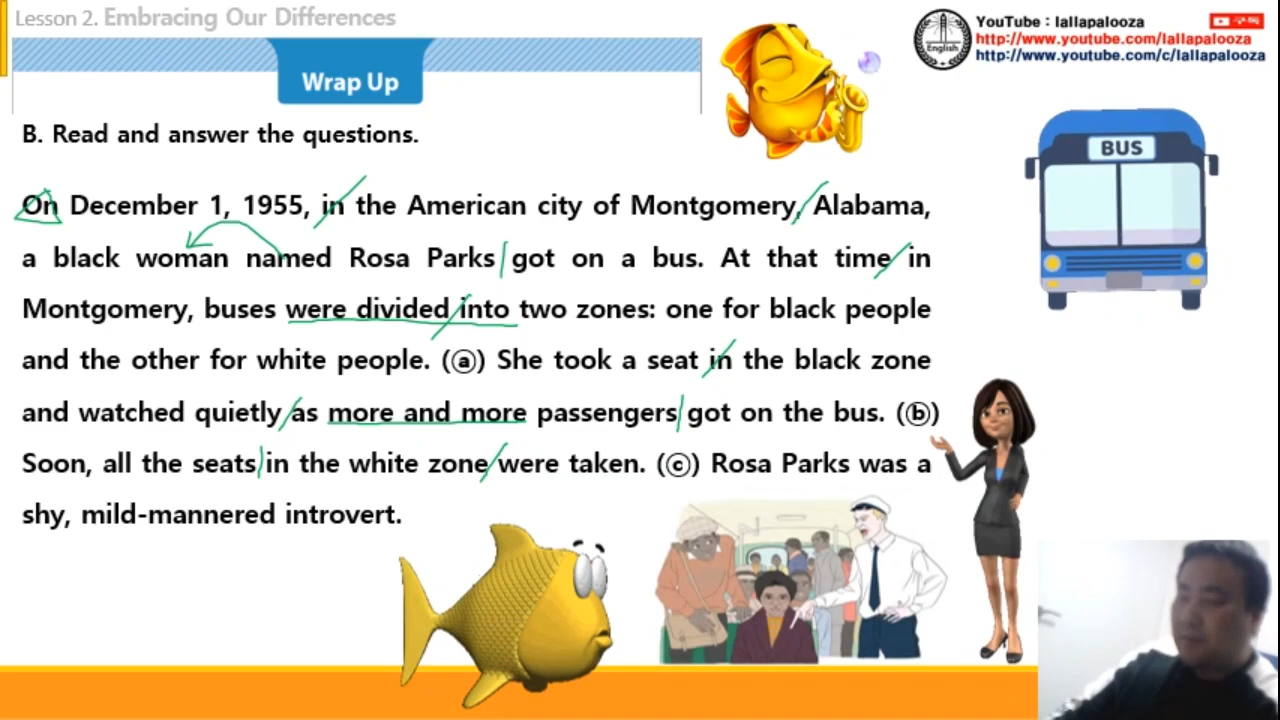 Lesson 2. Embracing Our Differences
YouTube : lallapalooza
http://www.youtube.com/lallapalooza
http://www.youtube.com/c/lallapalooza
English
Wrap Up
B. Read and answer the questions.
BUS
On December 1, 1955, in the American city of Montgomery, Alabama,
a black woman named Rosa Parks got on a bus. At that time in
Montgomery, buses were divided into two zones: one for black people
and the other for white people. (ⓐ) She took a seat in the black zone
and watched quietly as more and more passengers got on the bus. (ⓑ)
Soon, all the seats in the white zone were taken. (ⓒ) Rosa Parks was a
shy, mild-mannered introvert.